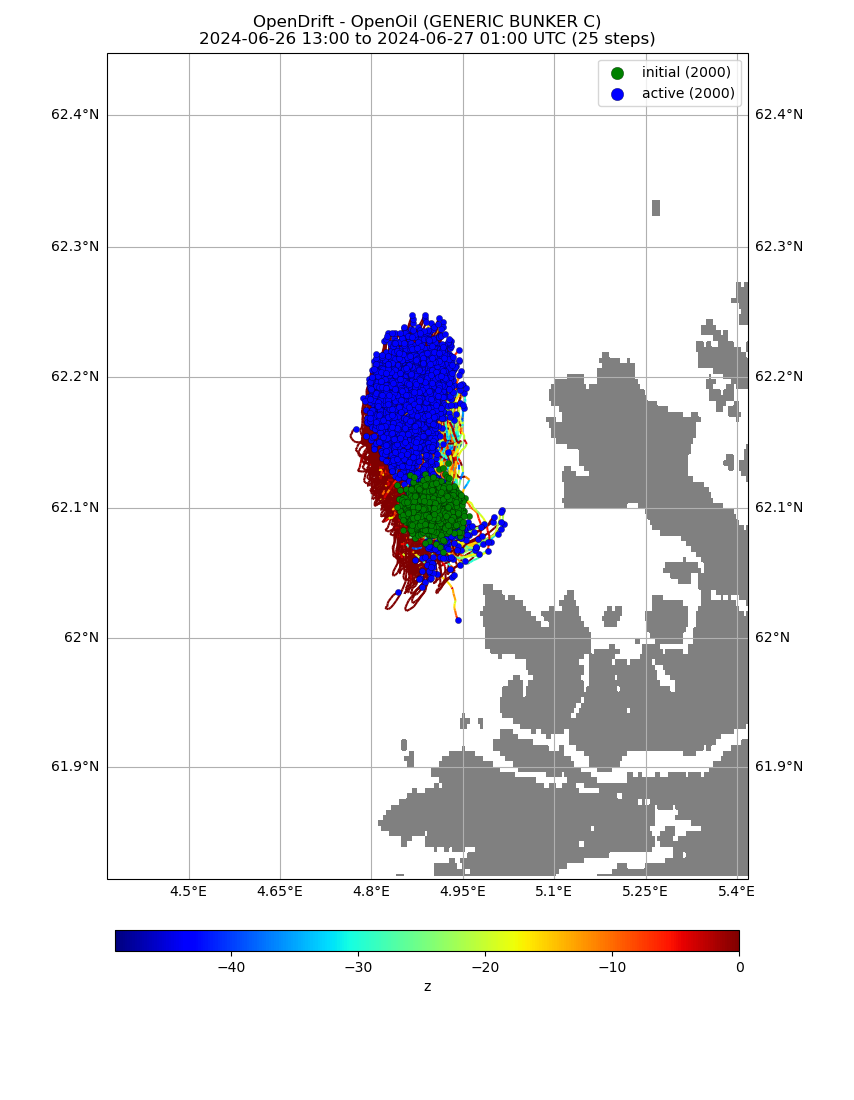 OpenDrift - OpenOil (GENERIC BUNKER C)
2024-06-26 13:00 to 2024-06-27 01:00 UTC (25 steps)
initial (2000)
active (2000)
62.4°N
62.4°N
62.3°N
62.3°N
62.2°N
62.2°N
62.1°N
62.1°N
62°N
62°N
61.9°N
61.9°N
4.5°E
4.65°E
4.8°E
4.95°E
5.1°E
5.25°E
5.4°E
−40
−30
−20
−10
0
z